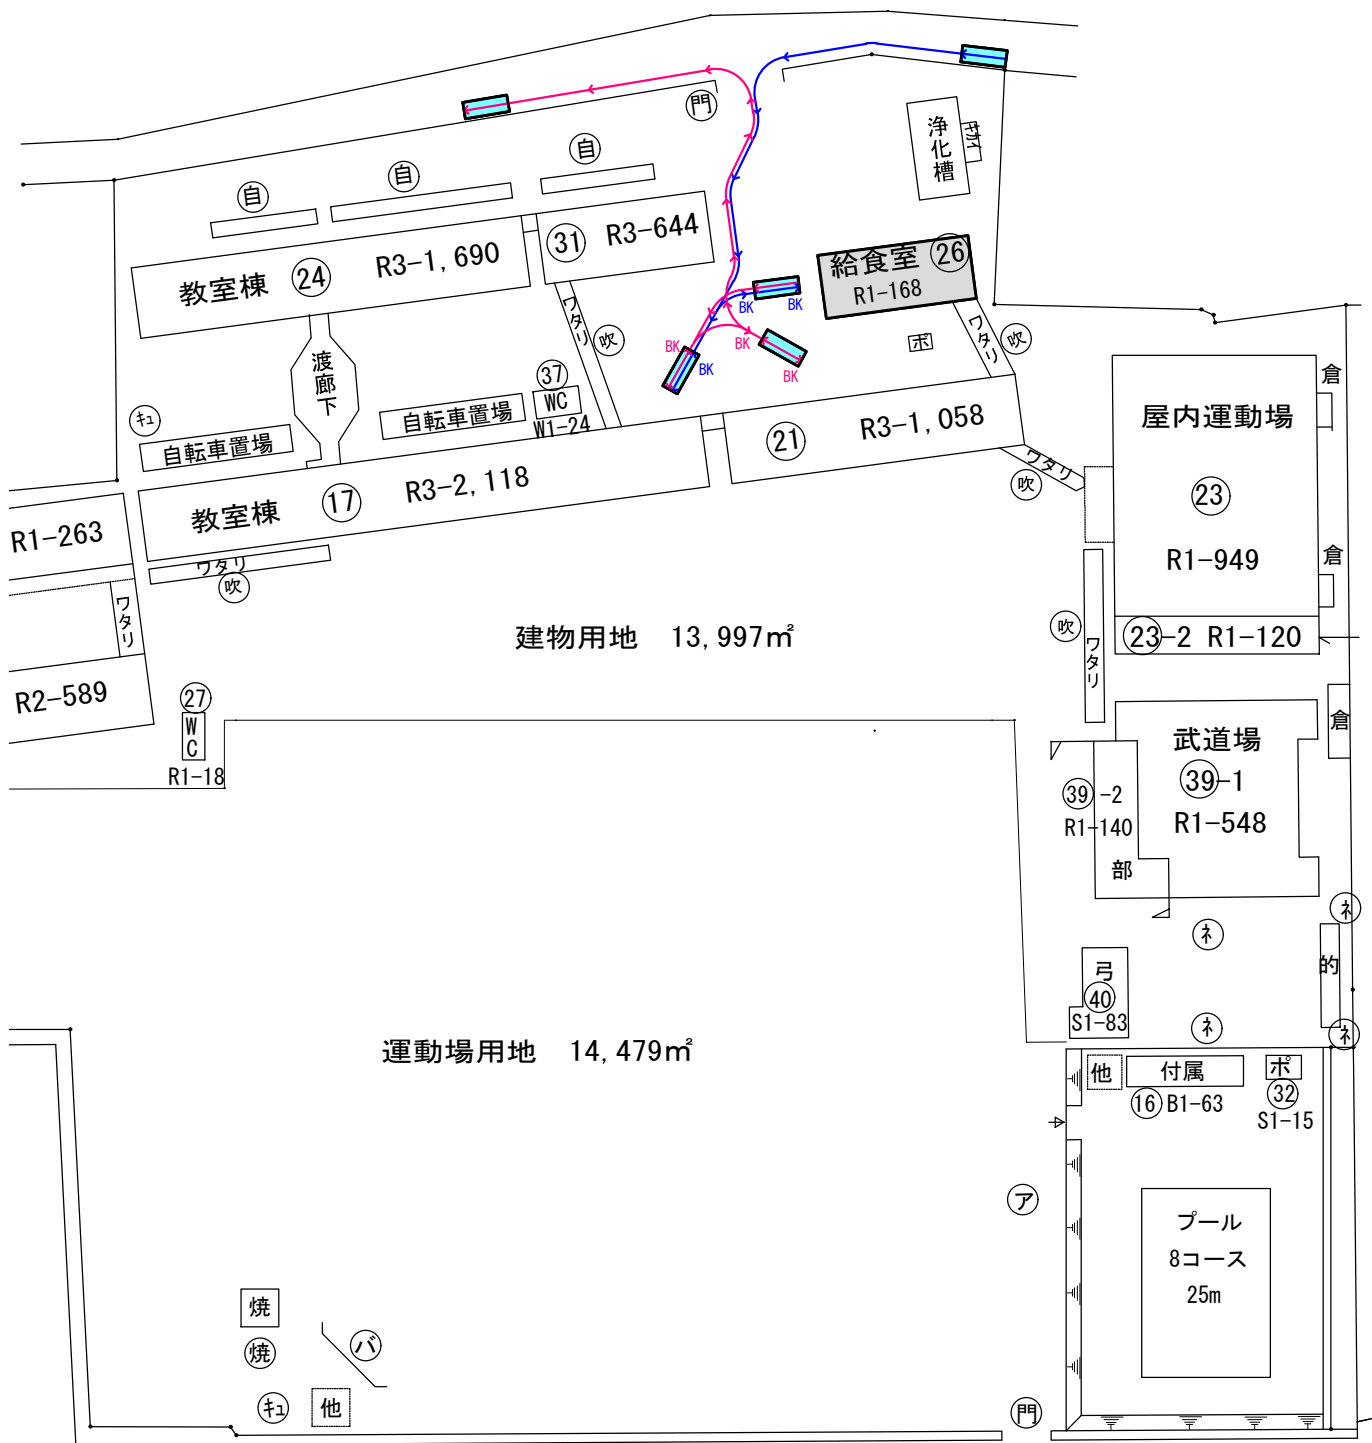 門
浄化槽
ｷｶｲ
自
自
自
31 R3-644
教室棟 24 R3-1,690
給食室 26
R1-168
BK
BK
BK
BK
BK
BK
ポ
ワタリ
吹
ワタリ
吹
渡廊下
37
WC
W1-24
ｷｭ
自転車置場
自転車置場
21 R3-1,058
教室棟 17 R3-2,118
ワタリ
吹
倉
屋内運動場
23
R1-949
倉
23-2 R1-120
R1-263
ワタリ
吹
ワタリ
R2-589
建物用地 13,997㎡
吹
ワタリ
27
WC
R1-18
倉
武道場
39-1
R1-548
39-2
R1-140
部
ネ
ネ
的
弓
40
S1-83
ネ
ネ
運動場用地 14,479㎡
他
付属
16 B1-63
ポ
32
S1-15
ア
プール
8コース
25m
焼
焼
バ
ｷｭ
他
門